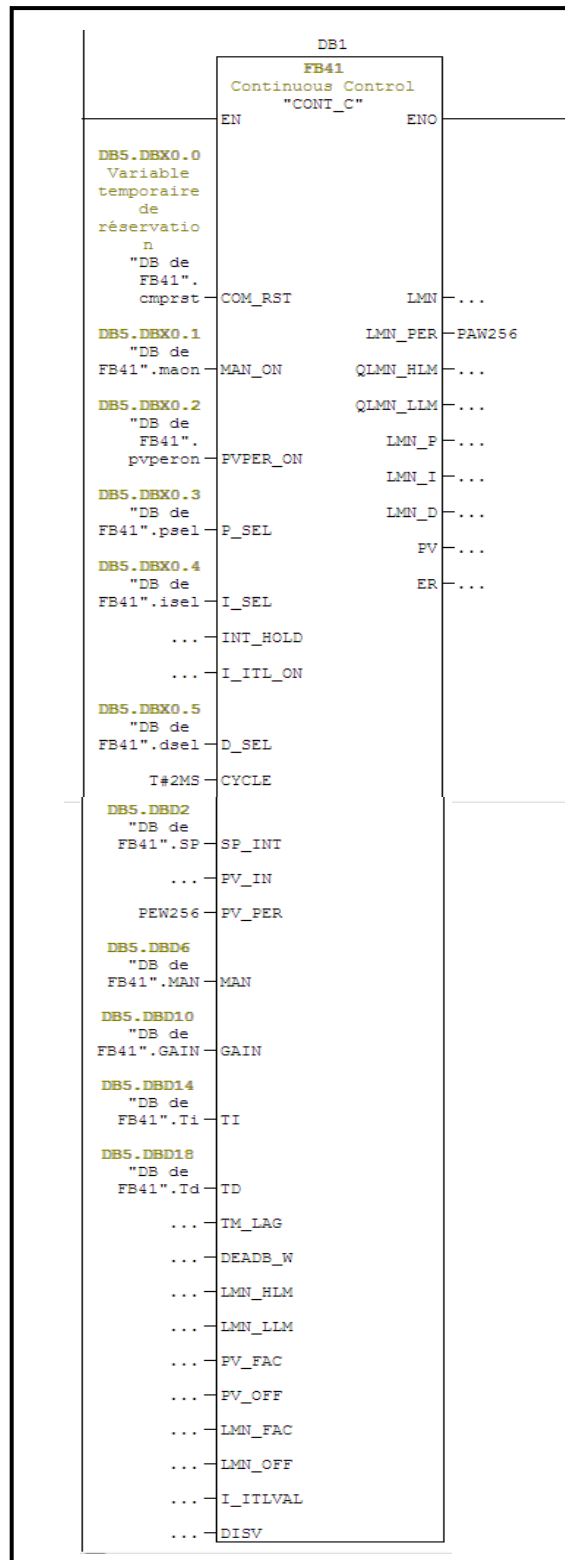 DB1
FB41
Continuous Control
"CONT_C"
EN ENO
DB5.DBX0.0
Variable
temporaire
de
réservatio
n
"DB de
FB41".
cmprst COM_RST LMN ...
DB5.DBX0.1 LMN_PER PAW256
"DB de
FB41".maon MAN_ON QLMN_HLM ...
DB5.DBX0.2 QLMN_LLM ...
"DB de
FB41". LMN_P ...
pvperon PVPER_ON
LMN_I ...
DB5.DBX0.3
"DB de LMN_D ...
FB41".psel P_SEL
PV ...
DB5.DBX0.4
"DB de ER ...
FB41".isel I_SEL
... INT_HOLD
... I_ITL_ON
DB5.DBX0.5
"DB de
FB41".dsel D_SEL
T#2MS CYCLE
DB5.DBD2
"DB de
FB41".SP SP_INT
... PV_IN
PEW256 PV_PER
DB5.DBD6
"DB de
FB41".MAN MAN
DB5.DBD10
"DB de
FB41".GAIN GAIN
DB5.DBD14
"DB de
FB41".Ti TI
DB5.DBD18
"DB de
FB41".Td TD
... TM_LAG
... DEADB_W
... LMN_HLM
... LMN_LLM
... PV_FAC
... PV_OFF
... LMN_FAC
... LMN_OFF
... I_ITLVAL
... DISV